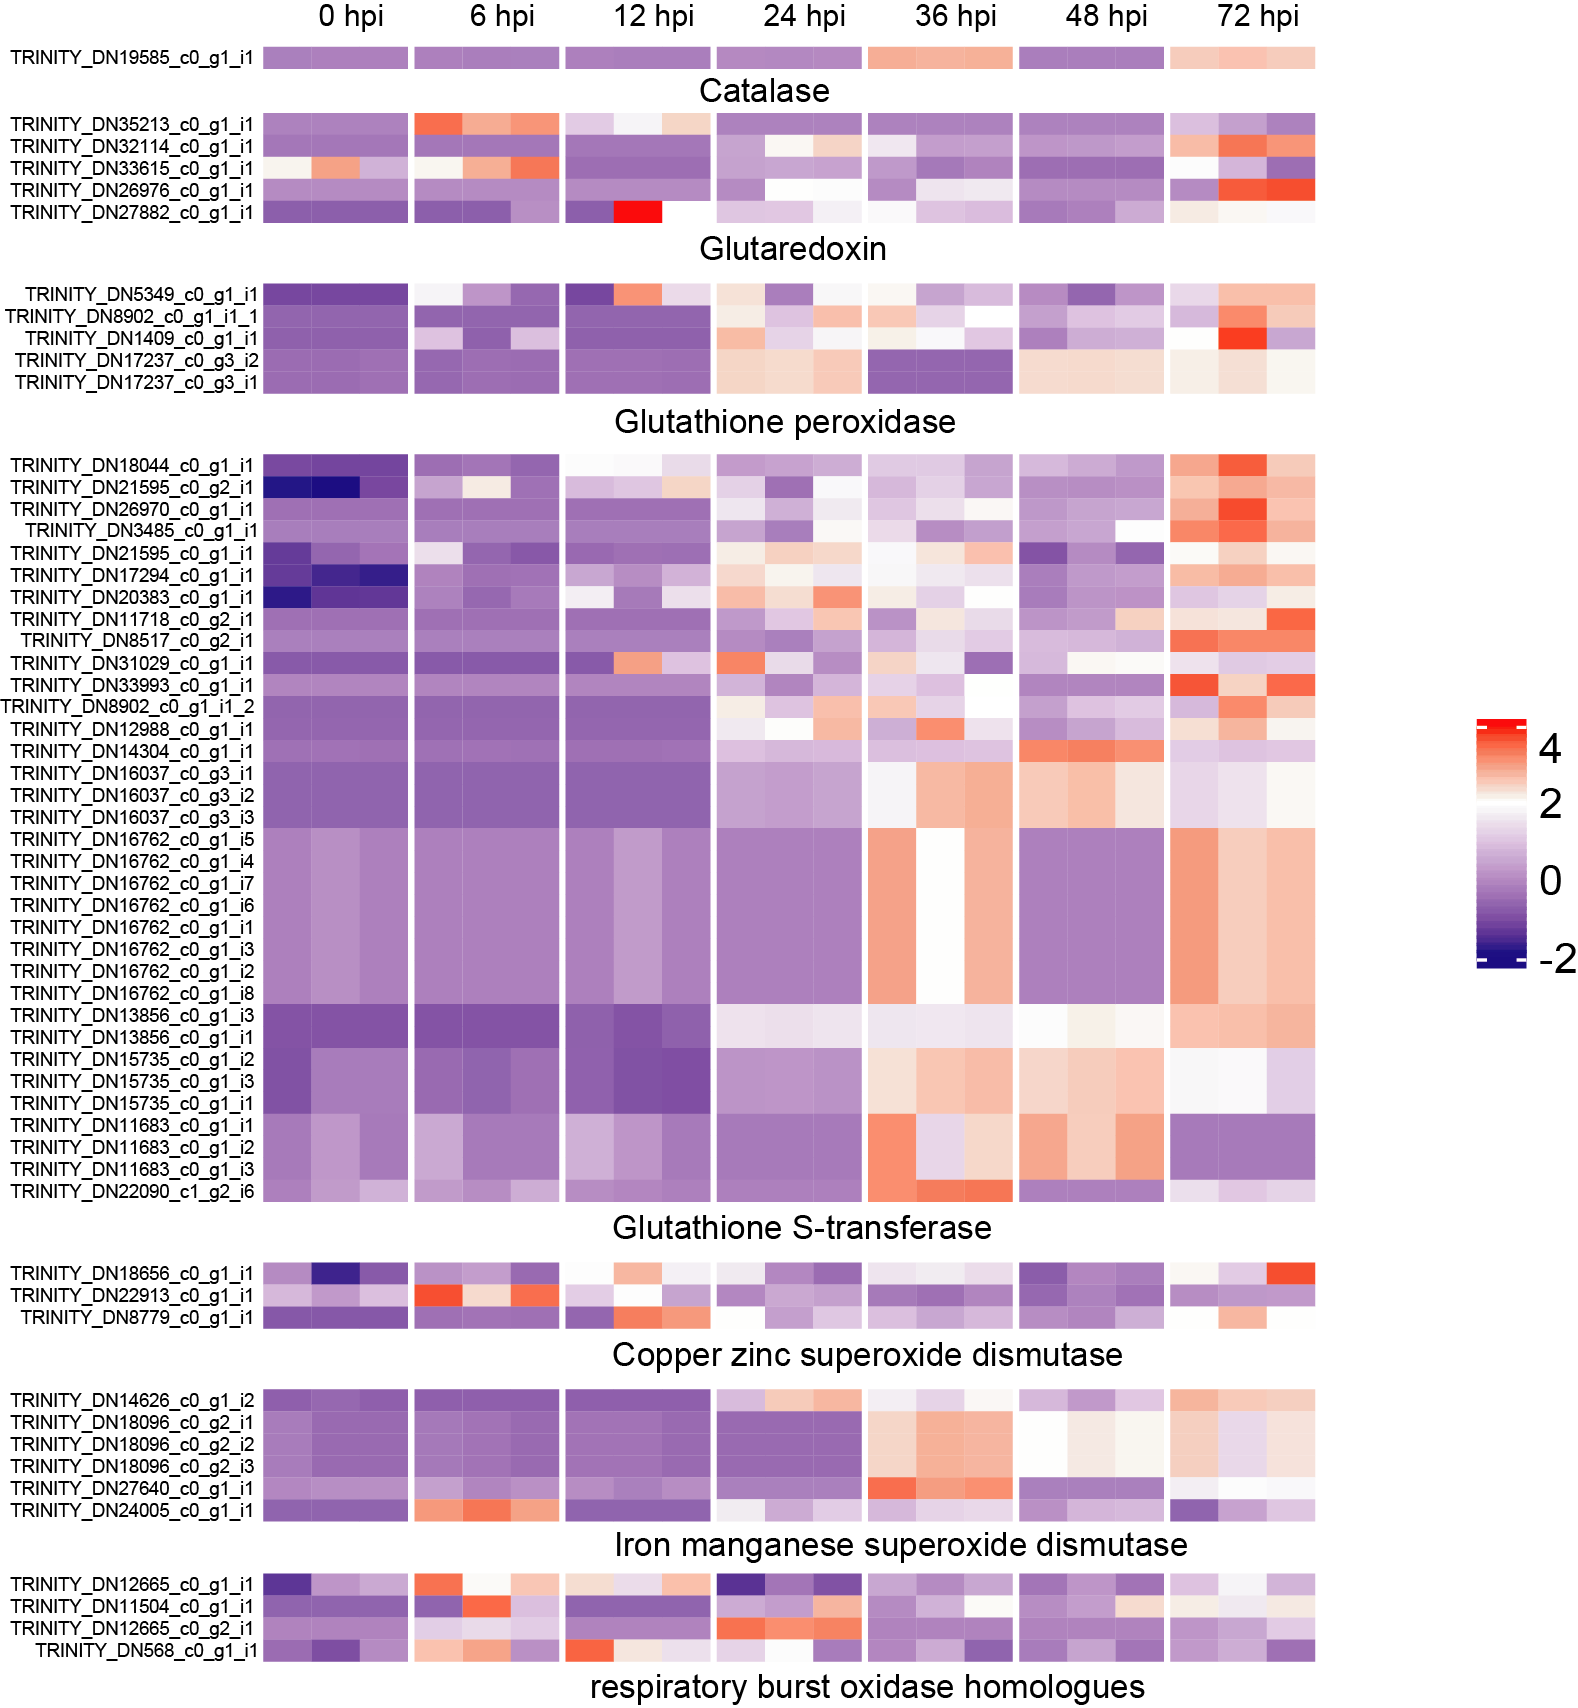 0 hpi 6 hpi 12 hpi 24 hpi 36 hpi 48 hpi 72 hpi
TRINITY_DN19585_c0_g1_i1
Catalase
TRINITY_DN35213_c0_g1_i1
TRINITY_DN32114_c0_g1_i1
TRINITY_DN33615_c0_g1_i1
TRINITY_DN26976_c0_g1_i1
TRINITY_DN27882_c0_g1_i1
Glutaredoxin
TRINITY_DN5349_c0_g1_i1
TRINITY_DN8902_c0_g1_i1_1
TRINITY_DN1409_c0_g1_i1
TRINITY_DN17237_c0_g3_i2
TRINITY_DN17237_c0_g3_i1
Glutathione peroxidase
TRINITY_DN18044_c0_g1_i1
TRINITY_DN21595_c0_g2_i1
TRINITY_DN26970_c0_g1_i1
TRINITY_DN3485_c0_g1_i1
TRINITY_DN21595_c0_g1_i1
TRINITY_DN17294_c0_g1_i1
TRINITY_DN20383_c0_g1_i1
TRINITY_DN11718_c0_g2_i1
TRINITY_DN8517_c0_g2_i1
TRINITY_DN31029_c0_g1_i1
TRINITY_DN33993_c0_g1_i1
TRINITY_DN8902_c0_g1_i1_2
TRINITY_DN12988_c0_g1_i1
TRINITY_DN14304_c0_g1_i1
TRINITY_DN16037_c0_g3_i1
TRINITY_DN16037_c0_g3_i2
TRINITY_DN16037_c0_g3_i3
TRINITY_DN16762_c0_g1_i5
TRINITY_DN16762_c0_g1_i4
TRINITY_DN16762_c0_g1_i7
TRINITY_DN16762_c0_g1_i6
TRINITY_DN16762_c0_g1_i1
TRINITY_DN16762_c0_g1_i3
TRINITY_DN16762_c0_g1_i2
TRINITY_DN16762_c0_g1_i8
TRINITY_DN13856_c0_g1_i3
TRINITY_DN13856_c0_g1_i1
TRINITY_DN15735_c0_g1_i2
TRINITY_DN15735_c0_g1_i3
TRINITY_DN15735_c0_g1_i1
TRINITY_DN11683_c0_g1_i1
TRINITY_DN11683_c0_g1_i2
TRINITY_DN11683_c0_g1_i3
TRINITY_DN22090_c1_g2_i6
Glutathione S-transferase
TRINITY_DN18656_c0_g1_i1
TRINITY_DN22913_c0_g1_i1
TRINITY_DN8779_c0_g1_i1
Copper zinc superoxide dismutase
TRINITY_DN14626_c0_g1_i2
TRINITY_DN18096_c0_g2_i1
TRINITY_DN18096_c0_g2_i2
TRINITY_DN18096_c0_g2_i3
TRINITY_DN27640_c0_g1_i1
TRINITY_DN24005_c0_g1_i1
Iron manganese superoxide dismutase
TRINITY_DN12665_c0_g1_i1
TRINITY_DN11504_c0_g1_i1
TRINITY_DN12665_c0_g2_i1
TRINITY_DN568_c0_g1_i1
respiratory burst oxidase homologues
4
2
0
-2